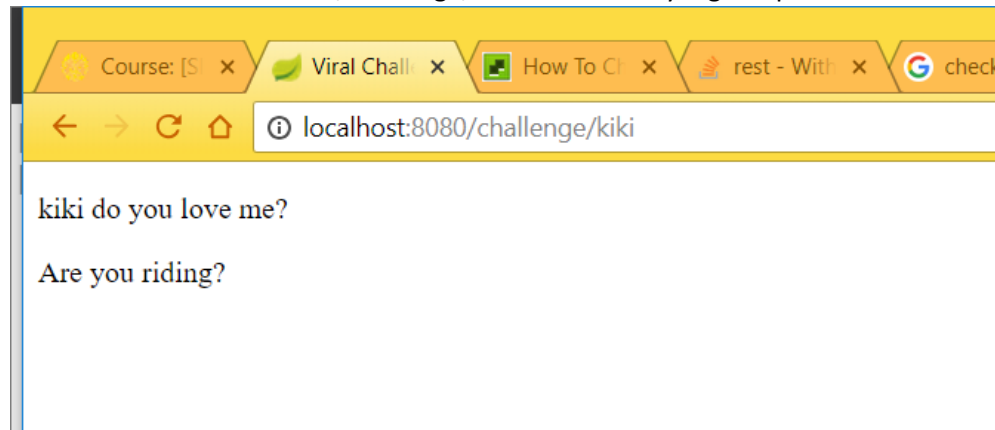 Course: [S
Viral Chall
How To Ch
rest - With
check
localhost:8080/challenge/kiki
kiki do you love me?
Are you riding?